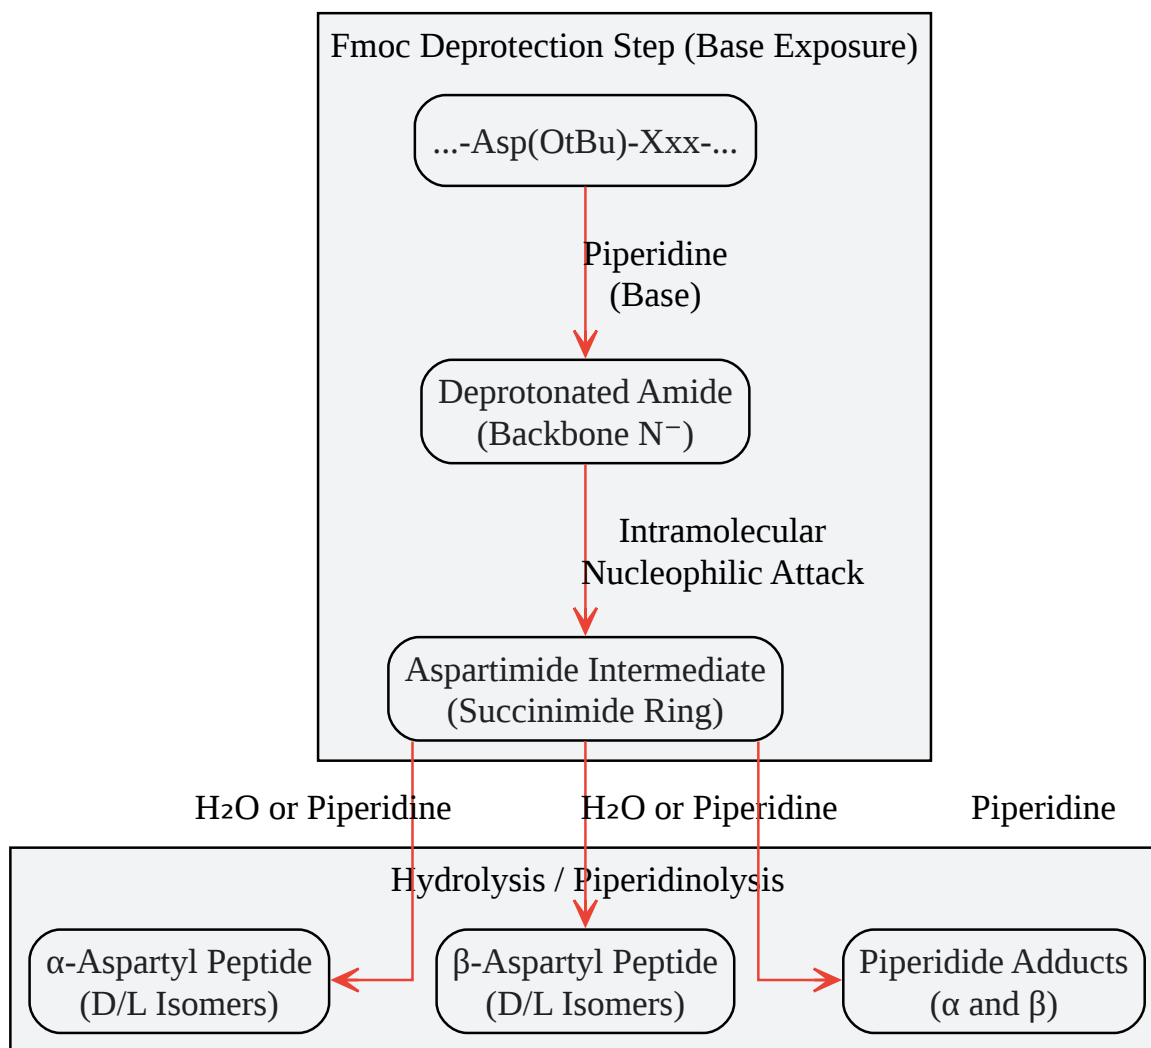 Fmoc Deprotection Step (Base Exposure)
...-Asp(OtBu)-Xxx-...
Piperidine
(Base)
Deprotonated Amide
(Backbone N⁻)
Intramolecular
Nucleophilic Attack
Aspartimide Intermediate
(Succinimide Ring)
H₂O or Piperidine
H₂O or Piperidine
Piperidine
Hydrolysis / Piperidinolysis
α-Aspartyl Peptide
(D/L Isomers)
β-Aspartyl Peptide
(D/L Isomers)
Piperidide Adducts
(α and β)